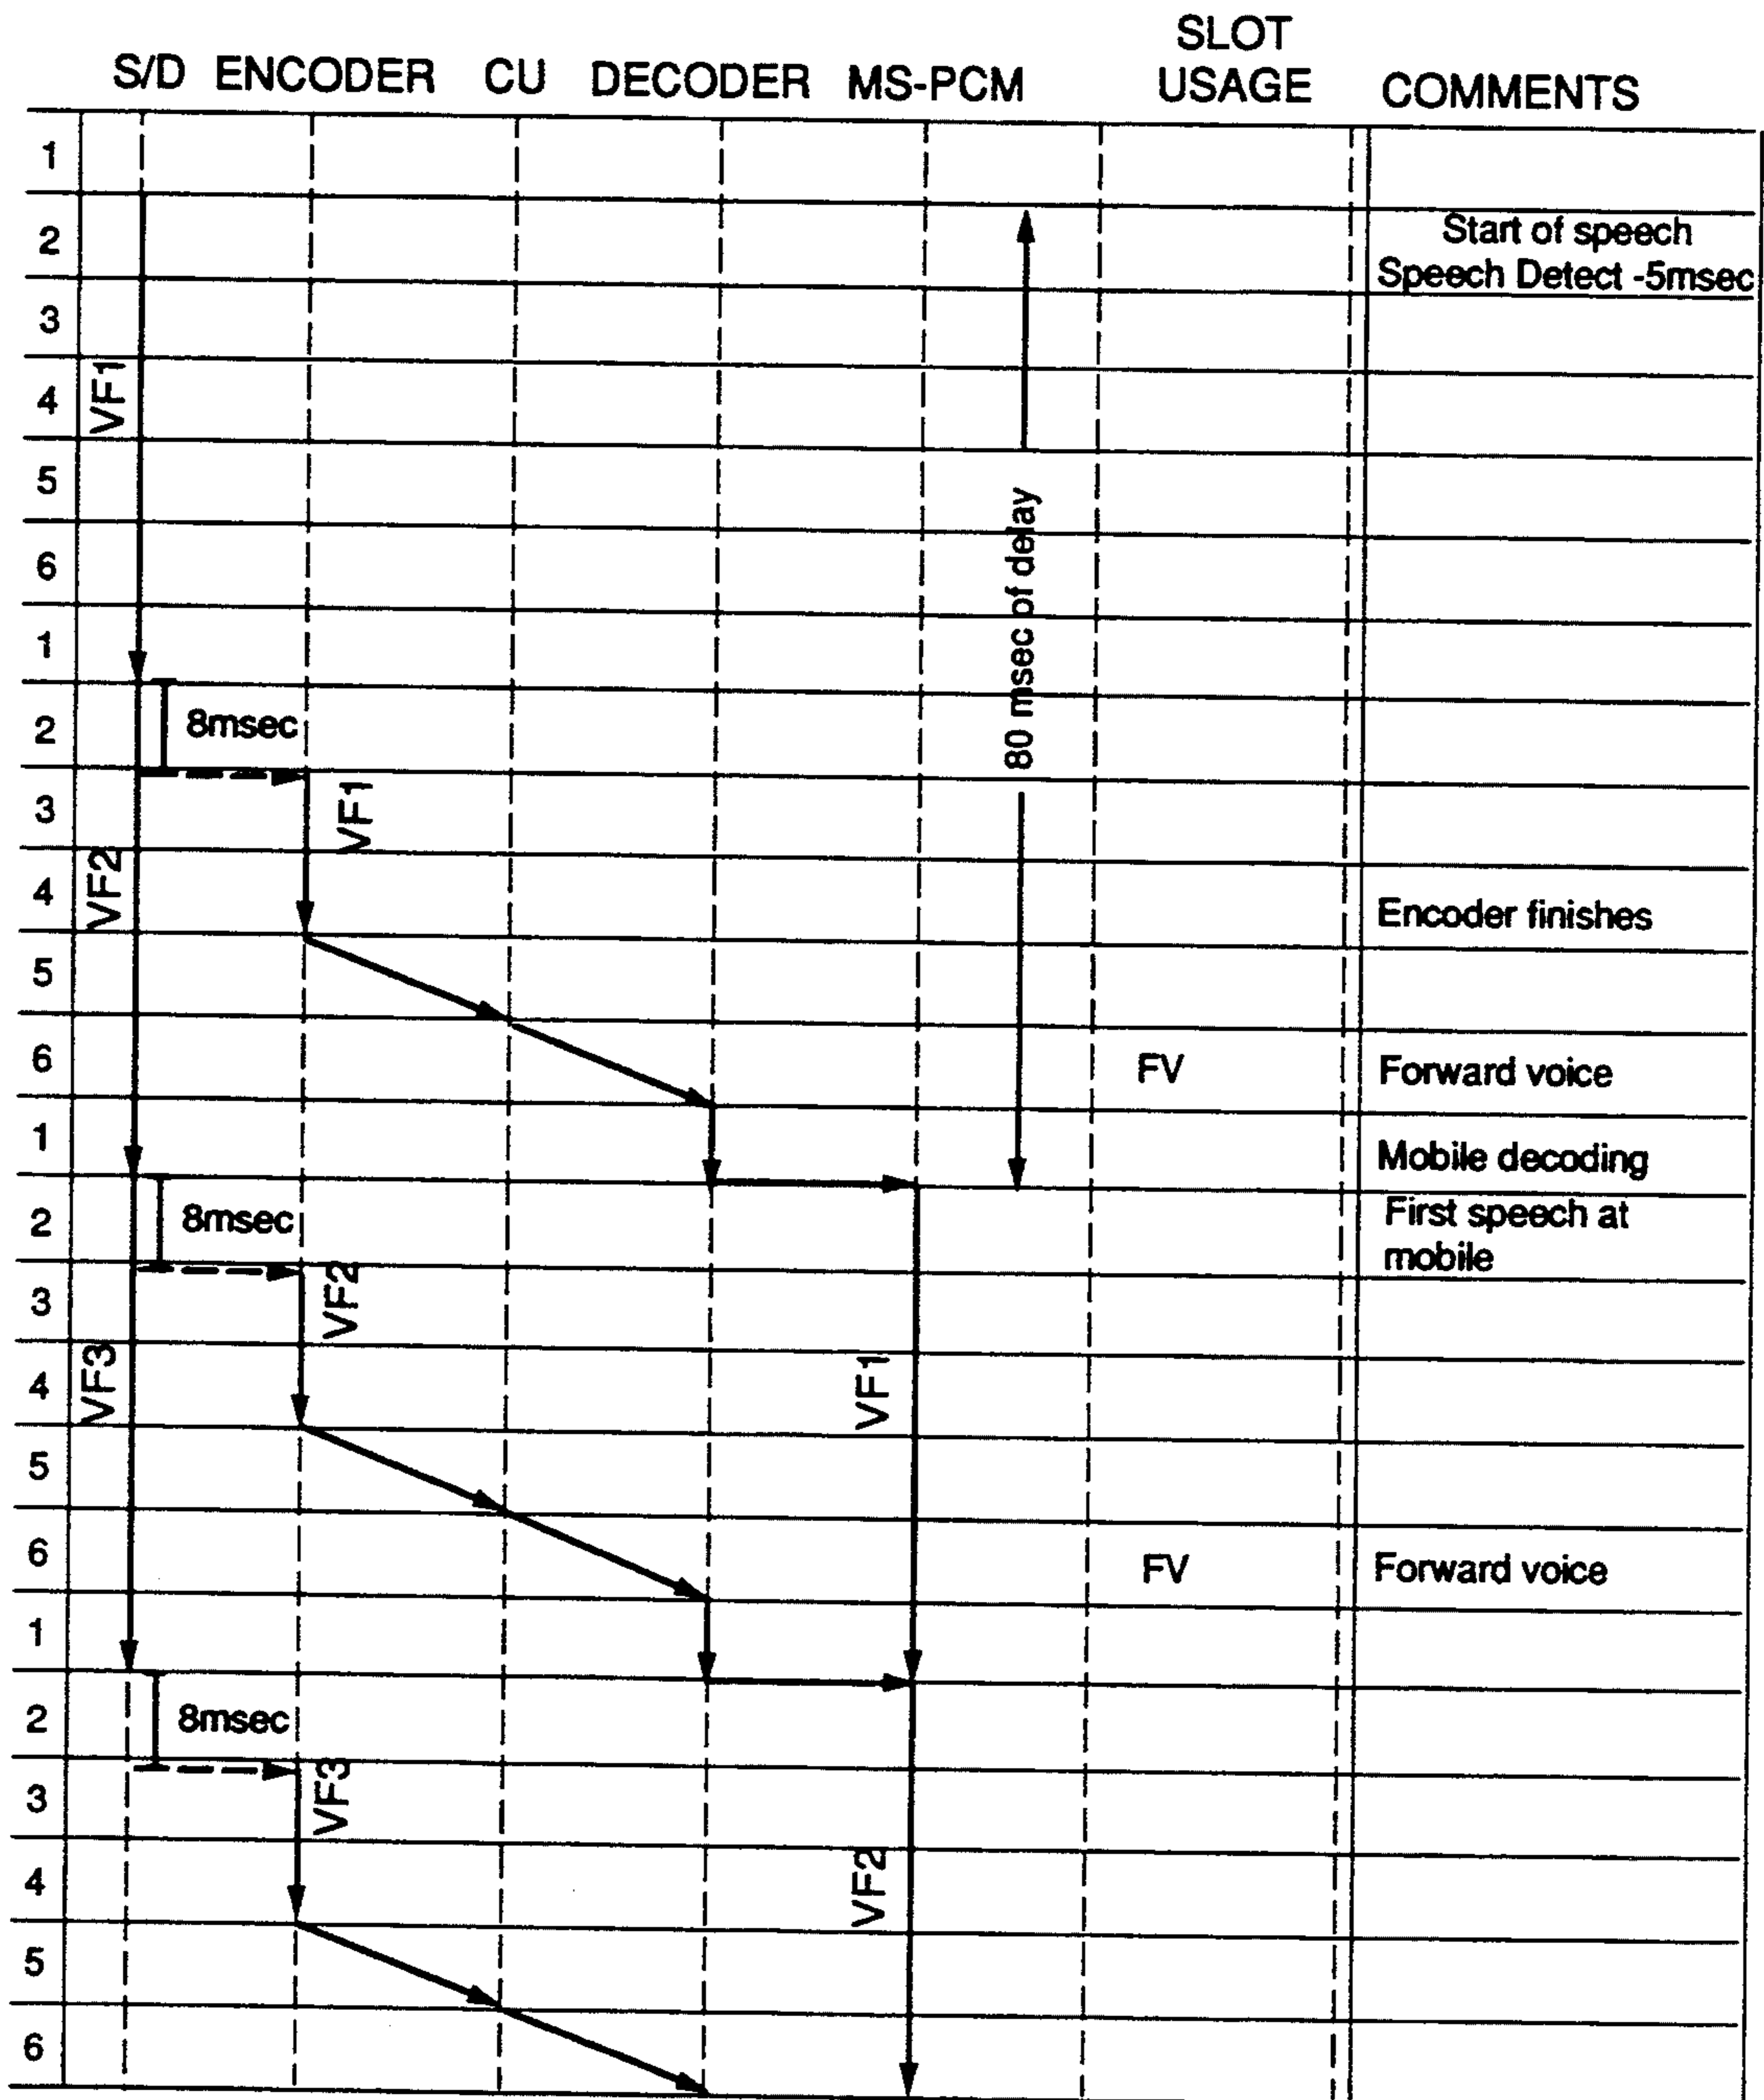 S/D ENCODER CU DECODER MS-PCM SLOT USAGE COMMENTS
1
2 Start of speech
Speech Detect -5msec
3
4
VF1
5
6
80 msec of delay
1
2 8msec
3
VF1
4 Encoder finishes
VF2
5
6 FV Forward voice
1 Mobile decoding
2 8msec First speech at
mobile
3
VF2
4
VF3
VF1
5
6 FV Forward voice
1
2 8msec
3
VF3
4
VF2
5
6